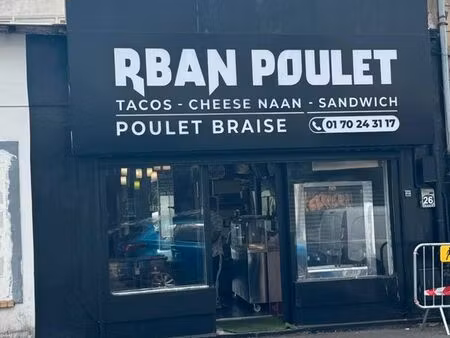 RBAN POULET
TACOS - CHEESE NAAN - SANDWICH
POULET BRAISE
01 70 24 31 17
26